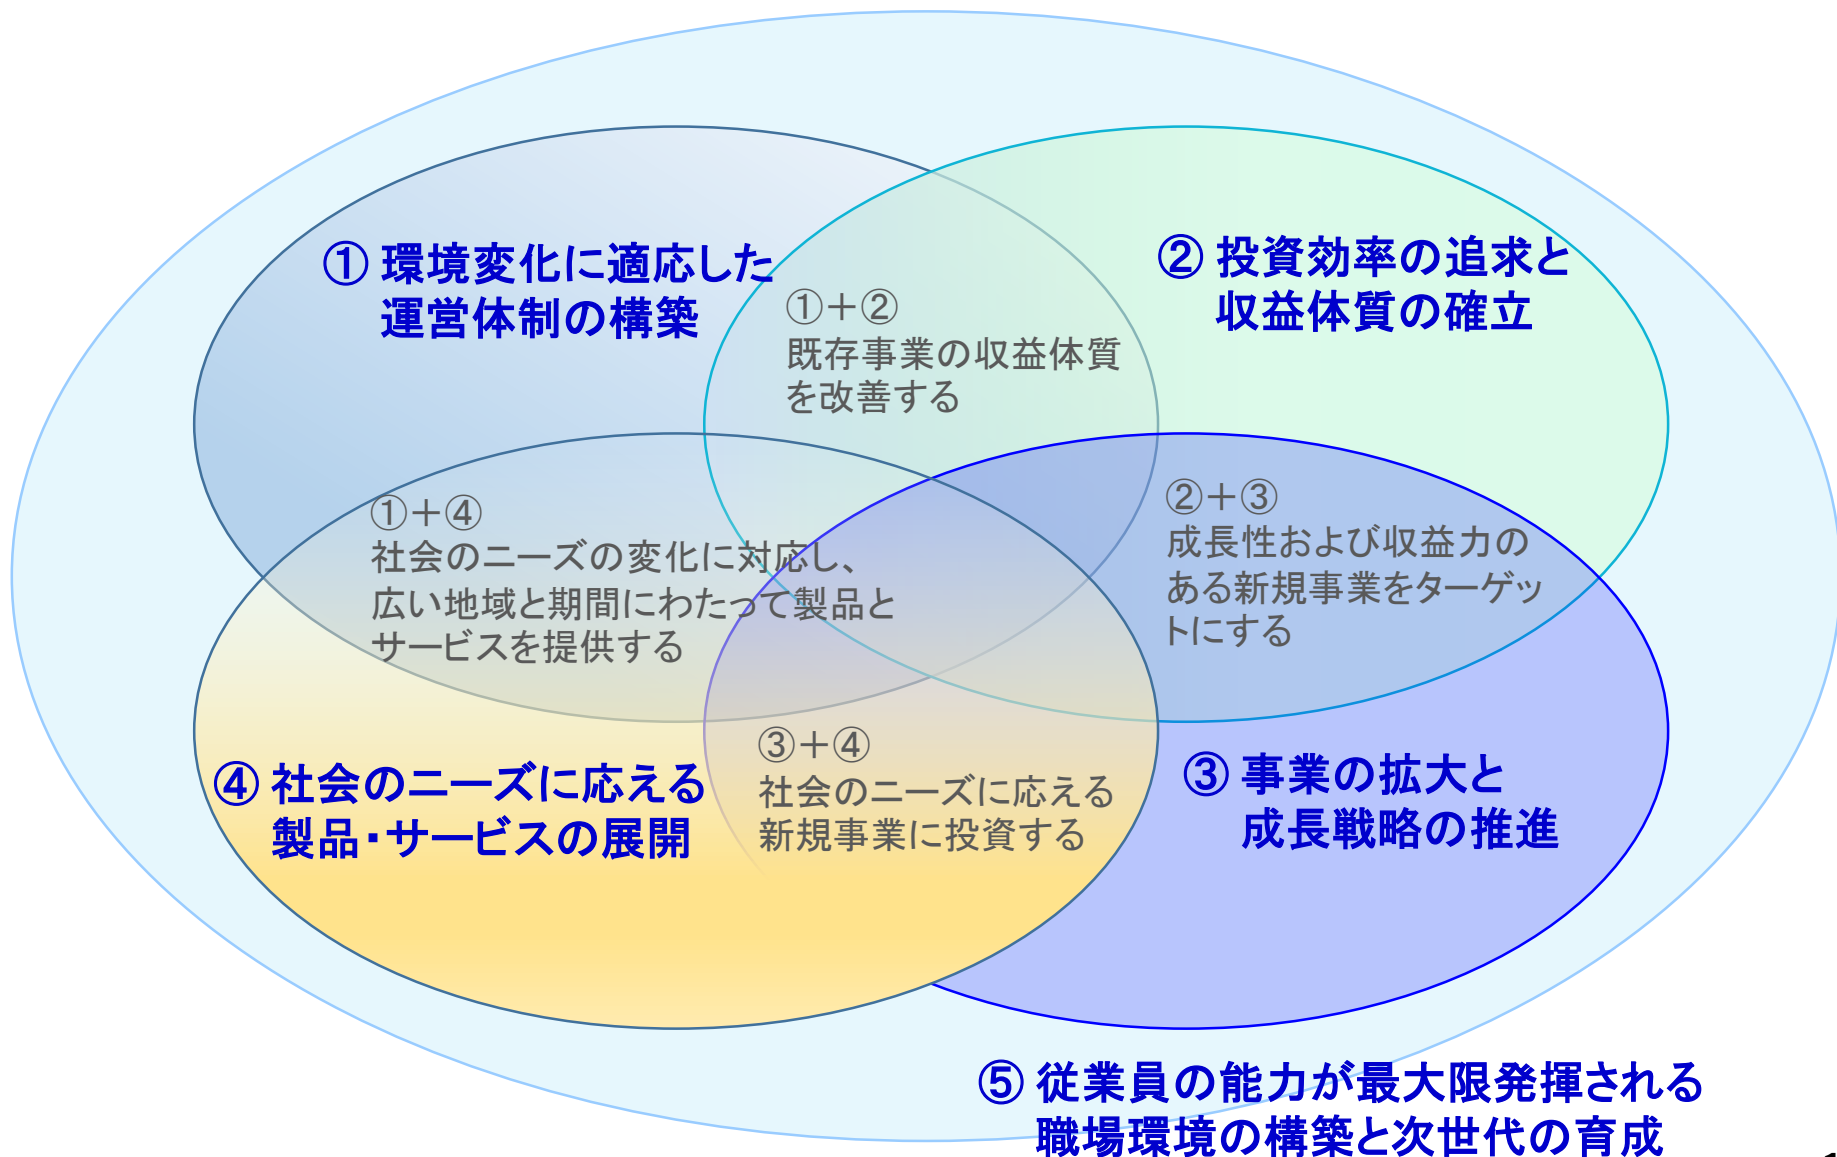 ① 環境変化に適応した
運営体制の構築
② 投資効率の追求と
収益体質の確立
①＋②
既存事業の収益体質
を改善する
①＋④
社会のニーズの変化に対応し、
広い地域と期間にわたって製品と
サービスを提供する
②＋③
成長性および収益力の
ある新規事業をターゲッ
トにする
③＋④
社会のニーズに応える
新規事業に投資する
④ 社会のニーズに応える
製品・サービスの展開
③ 事業の拡大と
成長戦略の推進
⑤ 従業員の能力が最大限発揮される
職場環境の構築と次世代の育成